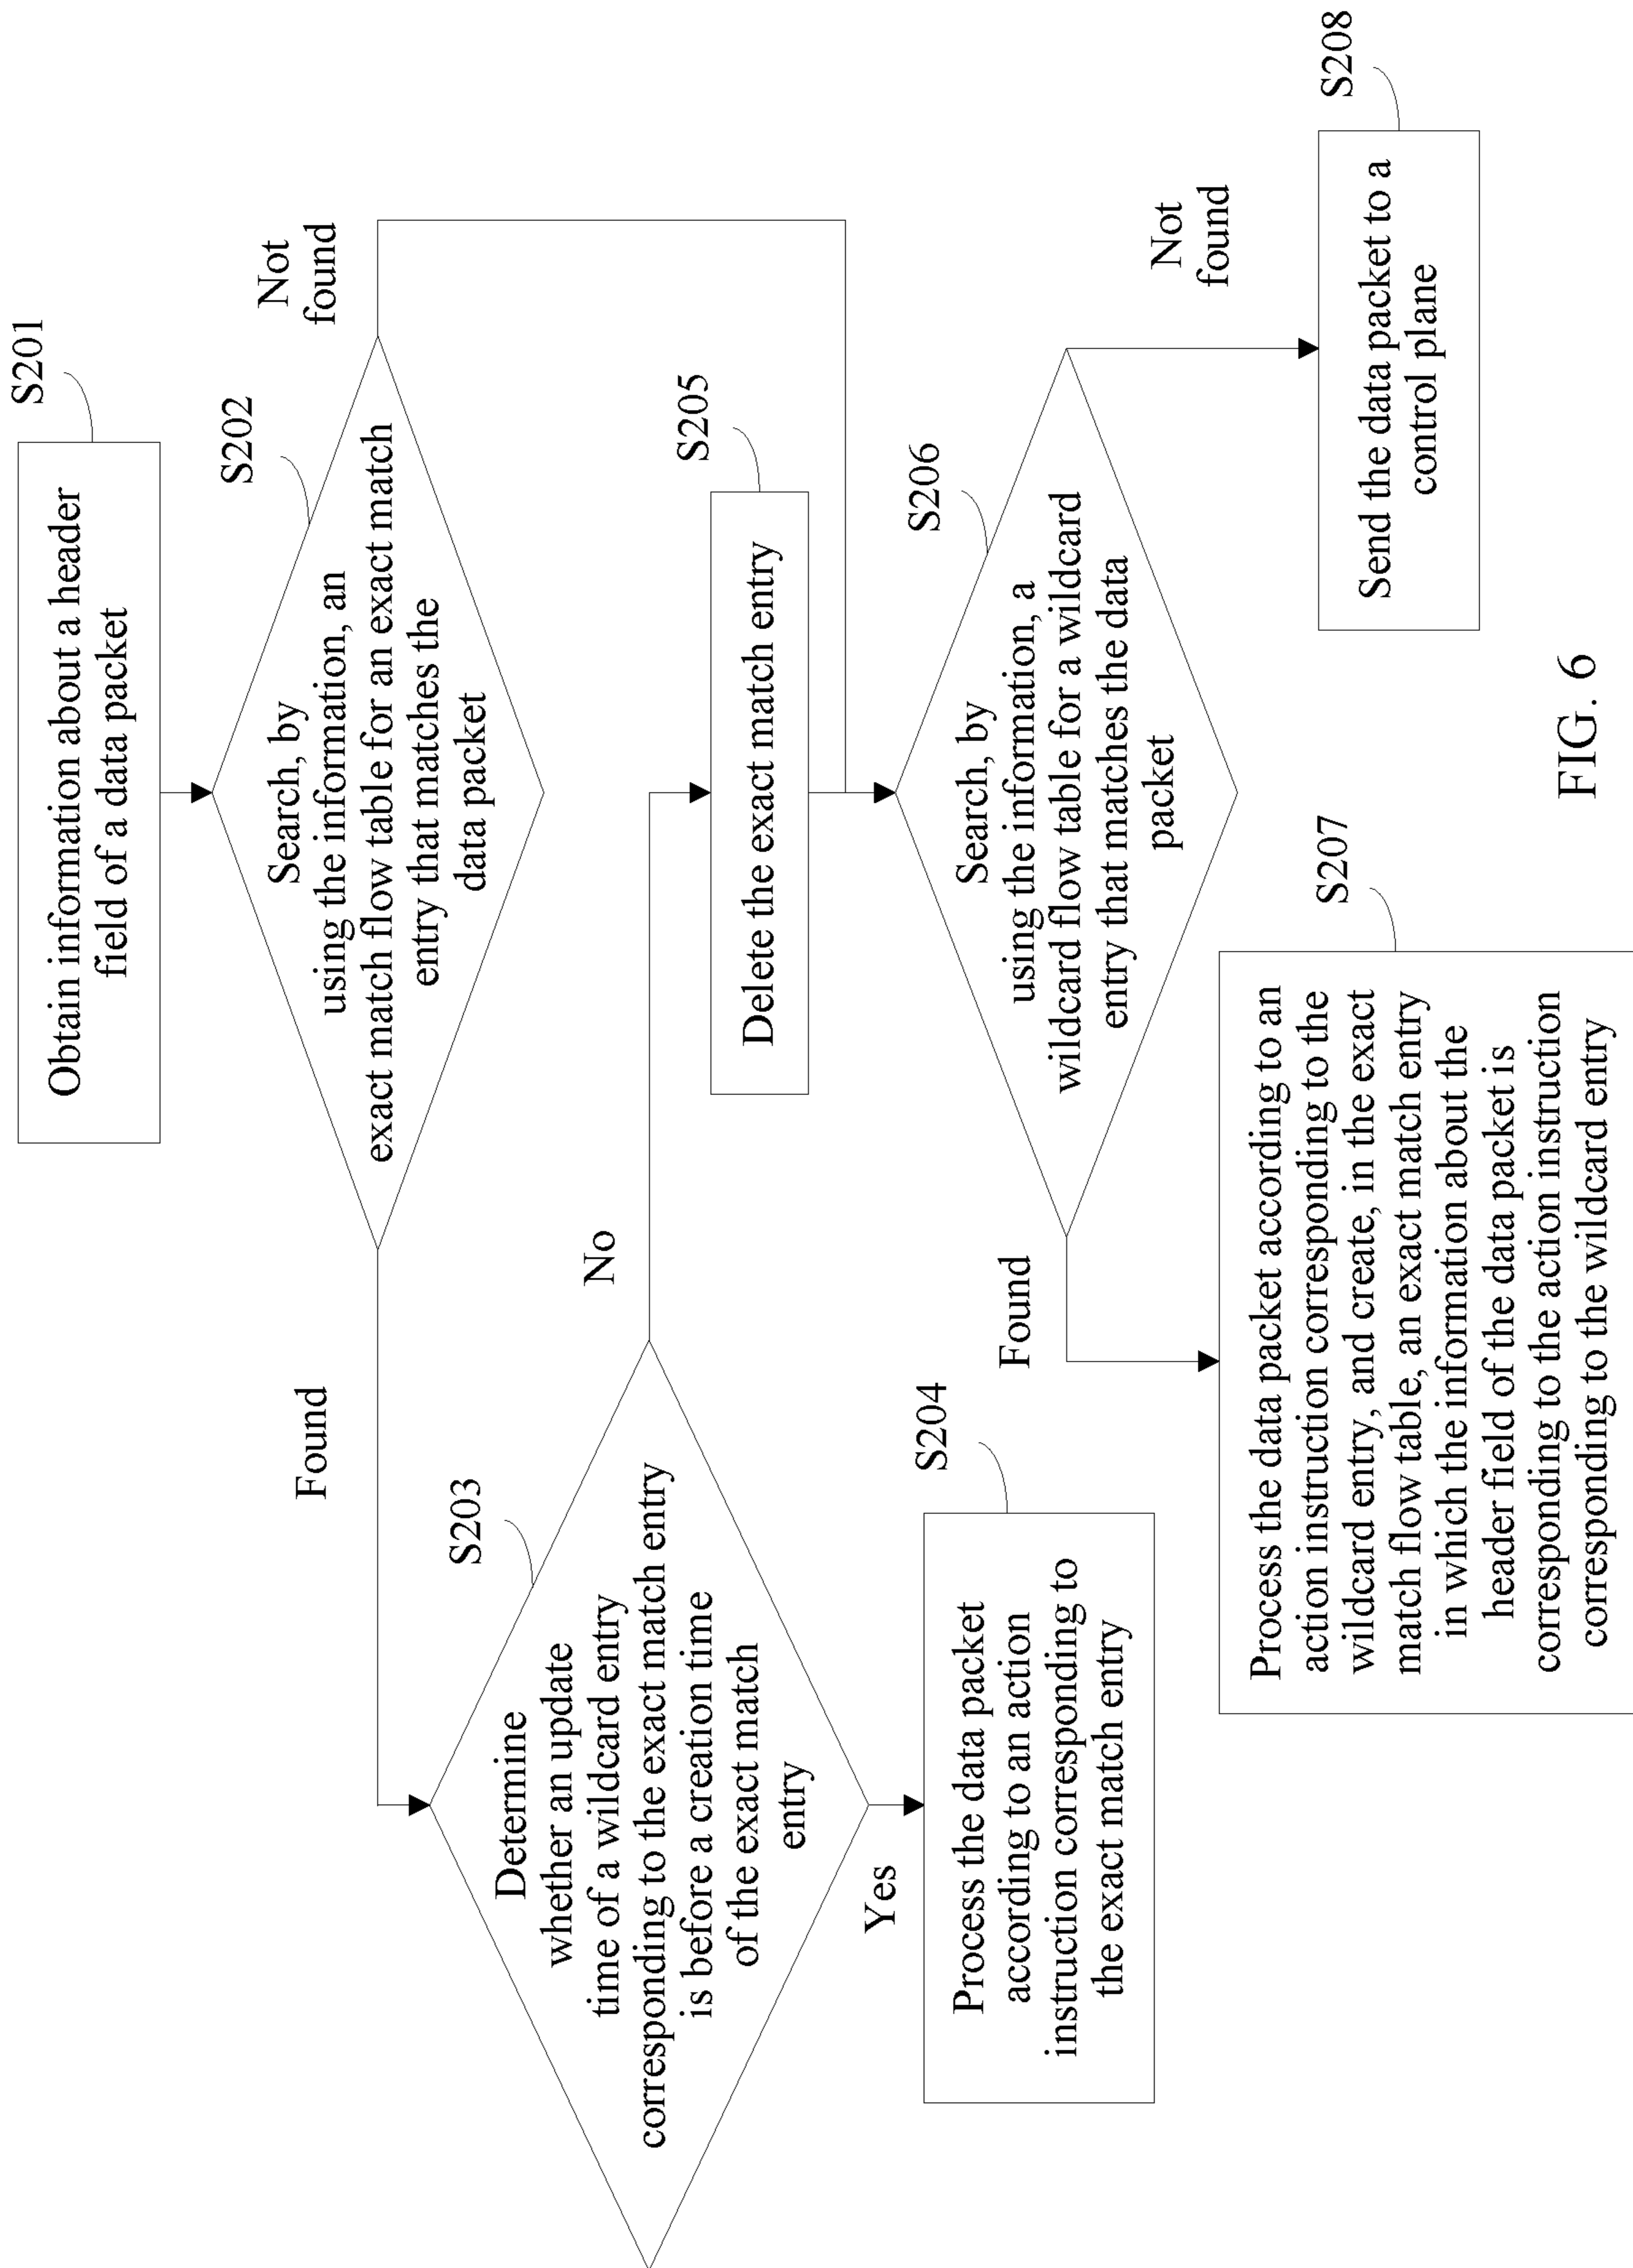 S201
Obtain information about a header
field of a data packet
S202
Search, by
using the information, an
exact match flow table for an exact match
entry that matches the
data packet
Found
Not
found
S203
Determine
whether an update
time of a wildcard entry
corresponding to the exact match entry
is before a creation time
of the exact match
entry
No
Yes
S205
Delete the exact match entry
S204
Process the data packet
according to an action
instruction corresponding to
the exact match entry
S206
Search, by
using the information, a
wildcard flow table for a wildcard
entry that matches the data
packet
Found
Not
found
S207
Process the data packet according to an
action instruction corresponding to the
wildcard entry, and create, in the exact
match flow table, an exact match entry
in which the information about the
header field of the data packet is
corresponding to the action instruction
corresponding to the wildcard entry
S208
Send the data packet to a
control plane
FIG. 6